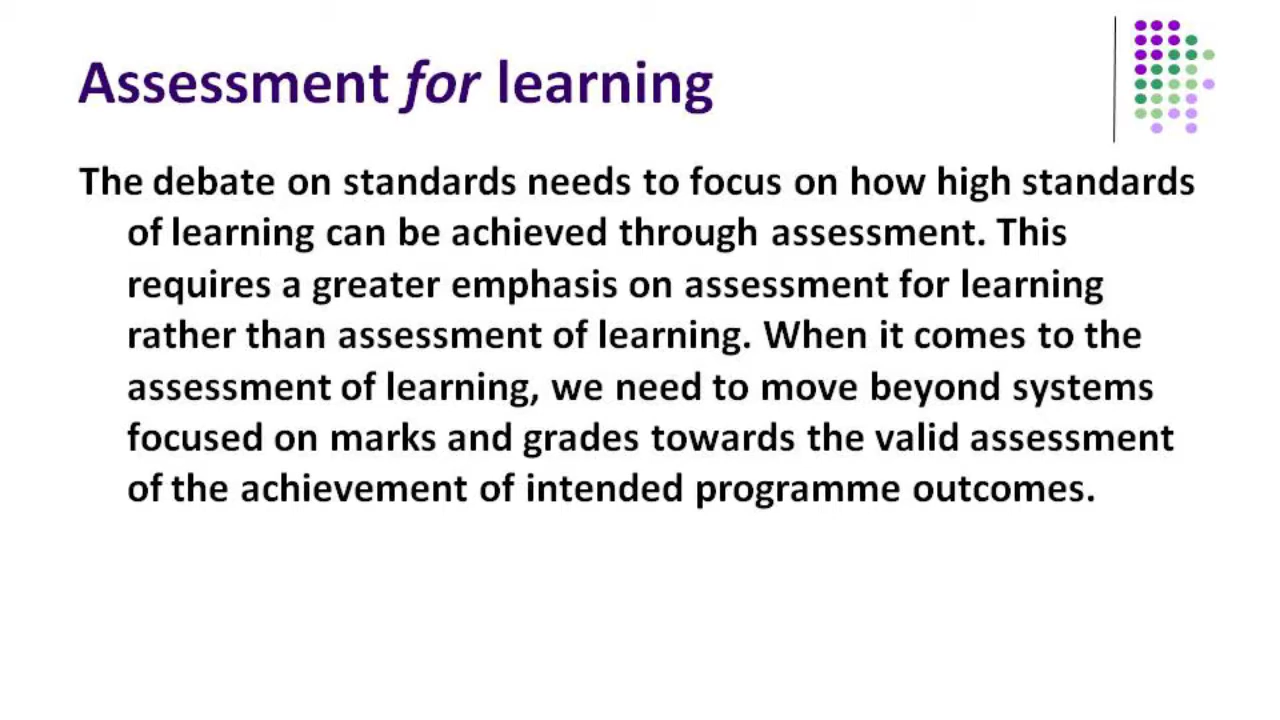 Assessment for learning
The debate on standards needs to focus on how high standards
of learning can be achieved through assessment. This
requires a greater emphasis on assessment for learning
rather than assessment of learning. When it comes to the
assessment of learning, we need to move beyond systems
focused on marks and grades towards the valid assessment
of the achievement of intended programme outcomes.